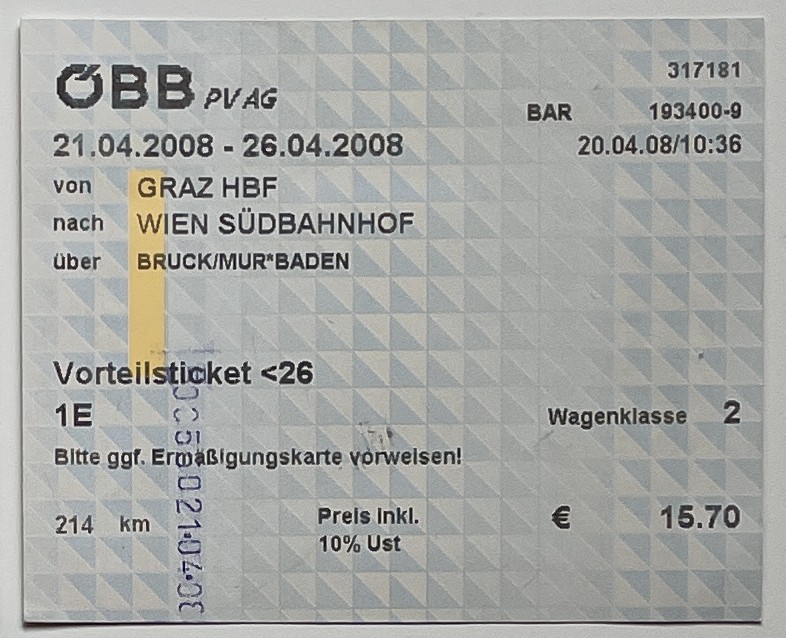 ÖBB PV AG
317181
BAR 193400-9
21.04.2008 - 26.04.2008
20.04.08/10:36
von GRAZ HBF
nach WIEN SÜDBAHNHOF
über BRUCK/MUR*BADEN
Vorteilsticket <26
1E
Wagenklasse 2
Bitte ggf. Ermäßigungskarte vorweisen!
214 km
Preis inkl.
10% Ust
€ 15.70